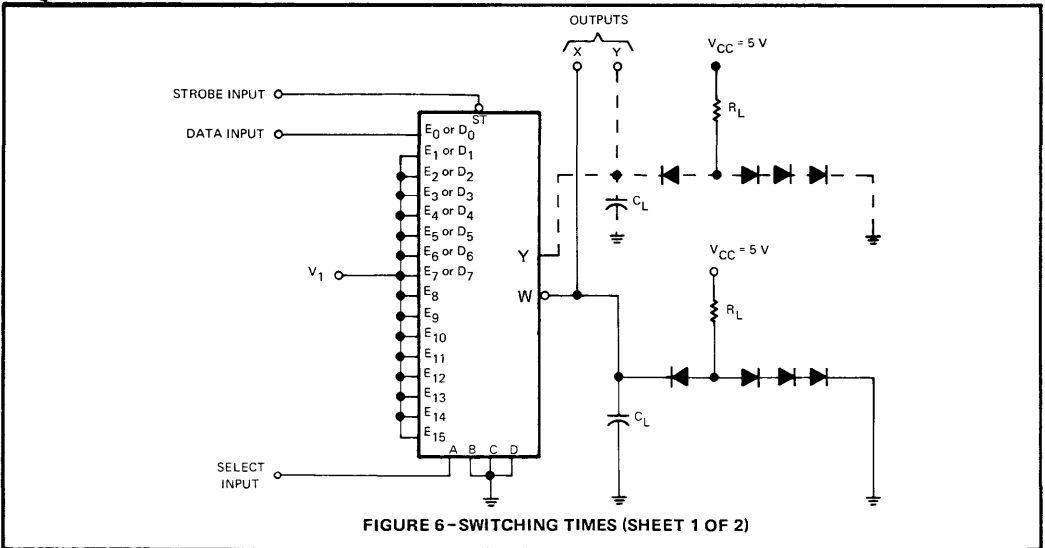 OUTPUTS
X Y
VCC = 5 V
STROBE INPUT
ST
RL
DATA INPUT
E0 or D0
E1 or D1
E2 or D2
E3 or D3
E4 or D4
E5 or D5
E6 or D6
E7 or D7
E8
E9
E10
E11
E12
E13
E14
E15
V1
CL
Y
W
VCC = 5 V
RL
CL
A B C D
SELECT
INPUT
FIGURE 6-SWITCHING TIMES (SHEET 1 OF 2)